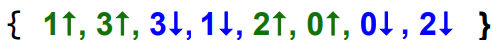 { 1↑, 3↑, 3↓, 1↓, 2↑, 0↑, 0↓, 2↓ }